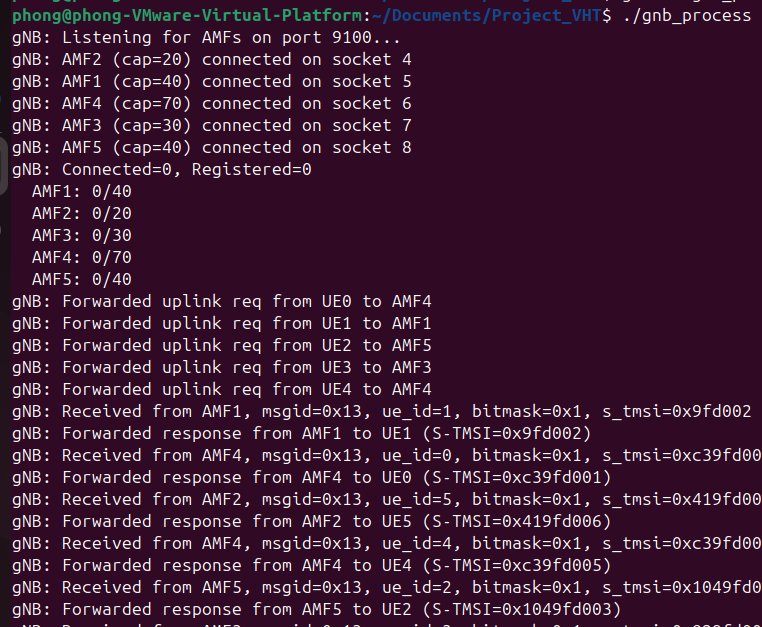 phong@phong-VMware-Virtual-Platform:~/Documents/Project_VHT$ ./gnb_process
gNB: Listening for AMFs on port 9100...
gNB: AMF2 (cap=20) connected on socket 4
gNB: AMF1 (cap=40) connected on socket 5
gNB: AMF4 (cap=70) connected on socket 6
gNB: AMF3 (cap=30) connected on socket 7
gNB: AMF5 (cap=40) connected on socket 8
gNB: Connected=0, Registered=0
  AMF1: 0/40
  AMF2: 0/20
  AMF3: 0/30
  AMF4: 0/70
  AMF5: 0/40
gNB: Forwarded uplink req from UE0 to AMF4
gNB: Forwarded uplink req from UE1 to AMF1
gNB: Forwarded uplink req from UE2 to AMF5
gNB: Forwarded uplink req from UE3 to AMF3
gNB: Forwarded uplink req from UE4 to AMF4
gNB: Received from AMF1, msgid=0x13, ue_id=1, bitmask=0x1, s_tmsi=0x9fd002
gNB: Forwarded response from AMF1 to UE1 (S-TMSI=0x9fd002)
gNB: Received from AMF4, msgid=0x13, ue_id=0, bitmask=0x1, s_tmsi=0xc39fd00
gNB: Forwarded response from AMF4 to UE0 (S-TMSI=0xc39fd001)
gNB: Received from AMF2, msgid=0x13, ue_id=5, bitmask=0x1, s_tmsi=0x419fd00
gNB: Forwarded response from AMF2 to UE5 (S-TMSI=0x419fd006)
gNB: Received from AMF4, msgid=0x13, ue_id=4, bitmask=0x1, s_tmsi=0xc39fd00
gNB: Forwarded response from AMF4 to UE4 (S-TMSI=0xc39fd005)
gNB: Received from AMF5, msgid=0x13, ue_id=2, bitmask=0x1, s_tmsi=0x1049fd0
gNB: Forwarded response from AMF5 to UE2 (S-TMSI=0x1049fd003)